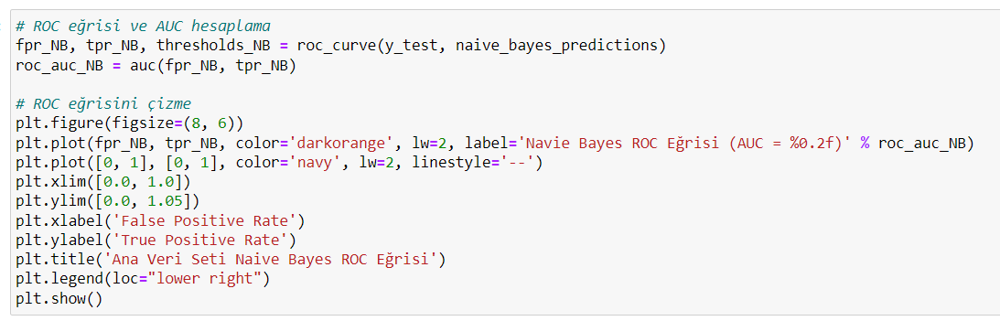 # ROC eğrisi ve AUC hesaplama
fpr_NB, tpr_NB, thresholds_NB = roc_curve(y_test, naive_bayes_predictions)
roc_auc_NB = auc(fpr_NB, tpr_NB)
# ROC eğrisini çizme
plt.figure(figsize=(8, 6))
plt.plot(fpr_NB, tpr_NB, color='darkorange', lw=2, label='Navie Bayes ROC Eğrisi (AUC = %0.2f)' % roc_auc_NB)
plt.plot([0, 1], [0, 1], color='navy', lw=2, linestyle='--')
plt.xlim([0.0, 1.0])
plt.ylim([0.0, 1.05])
plt.xlabel('False Positive Rate')
plt.ylabel('True Positive Rate')
plt.title('Ana Veri Seti Naive Bayes ROC Eğrisi')
plt.legend(loc="lower right")
plt.show()